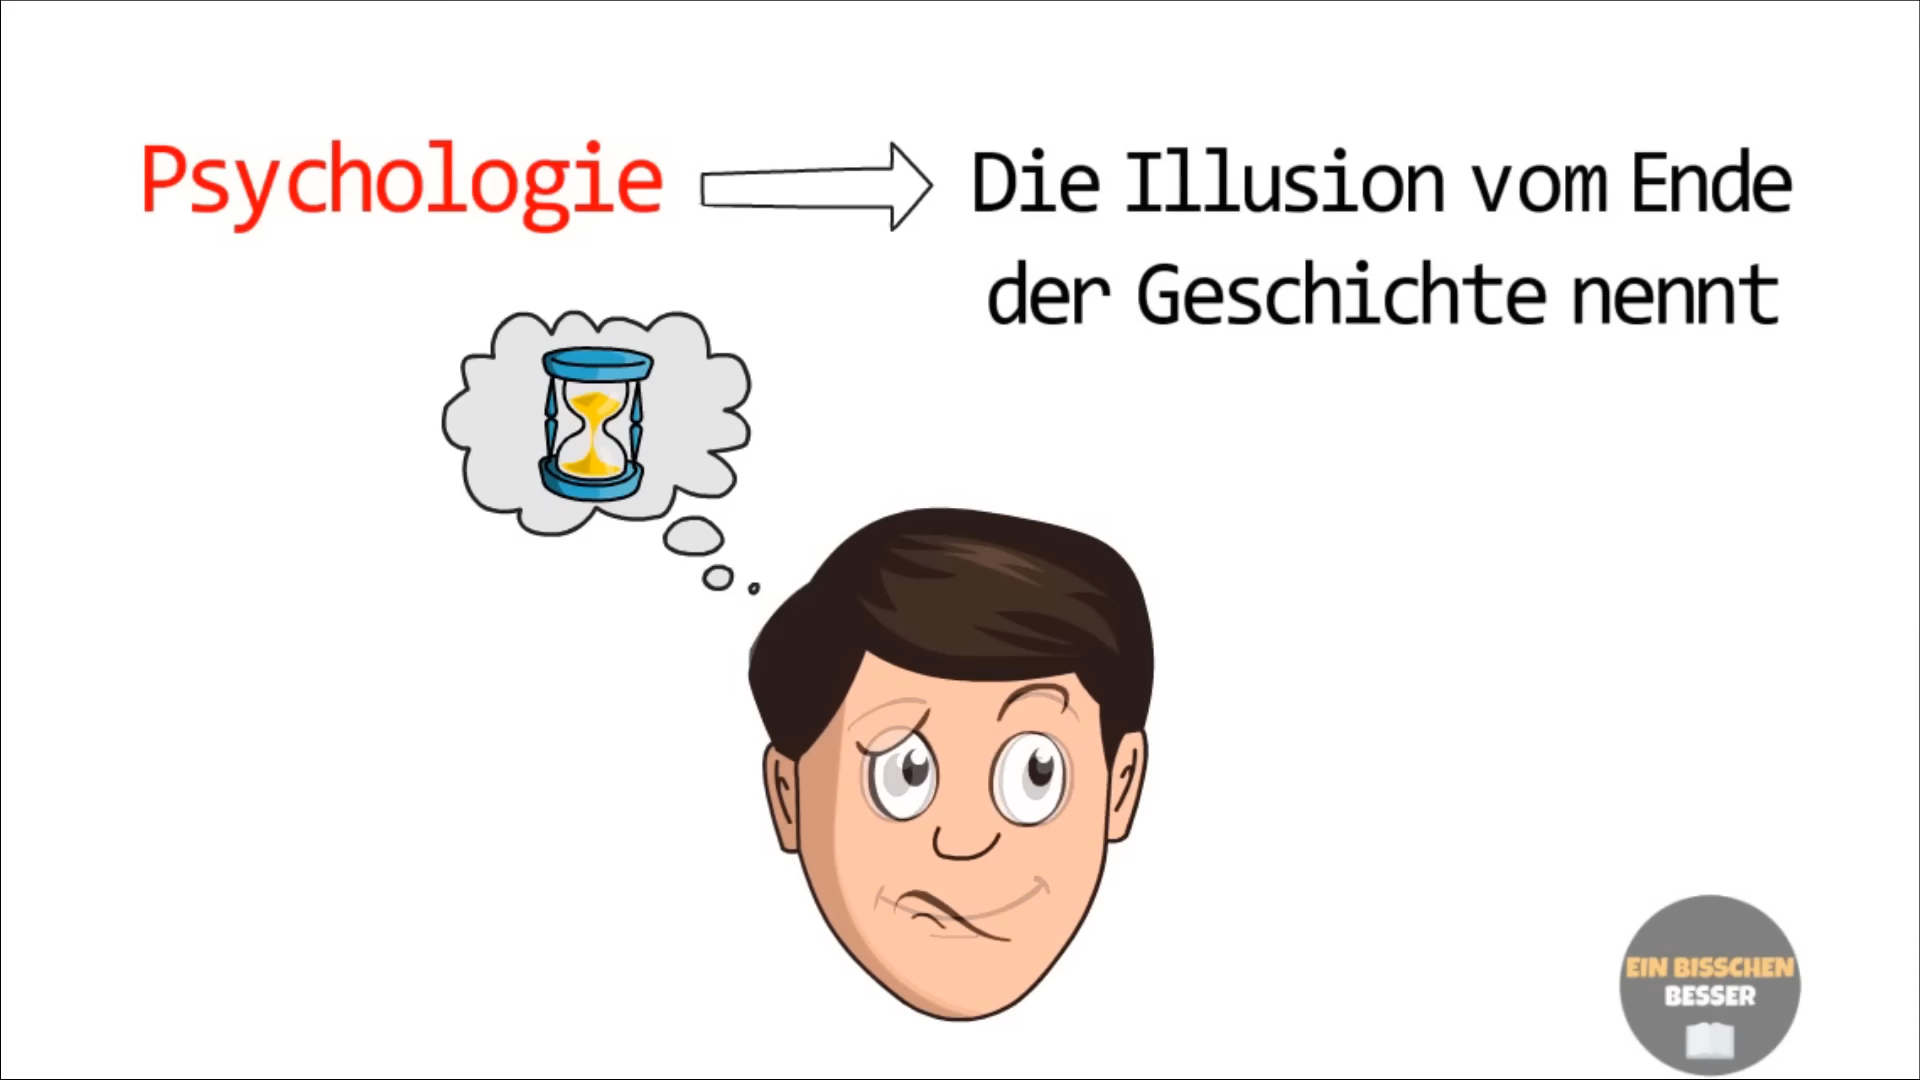 Psychologie
Die Illusion vom Ende
der Geschichte nennt
EIN BISSCHEN
BESSER